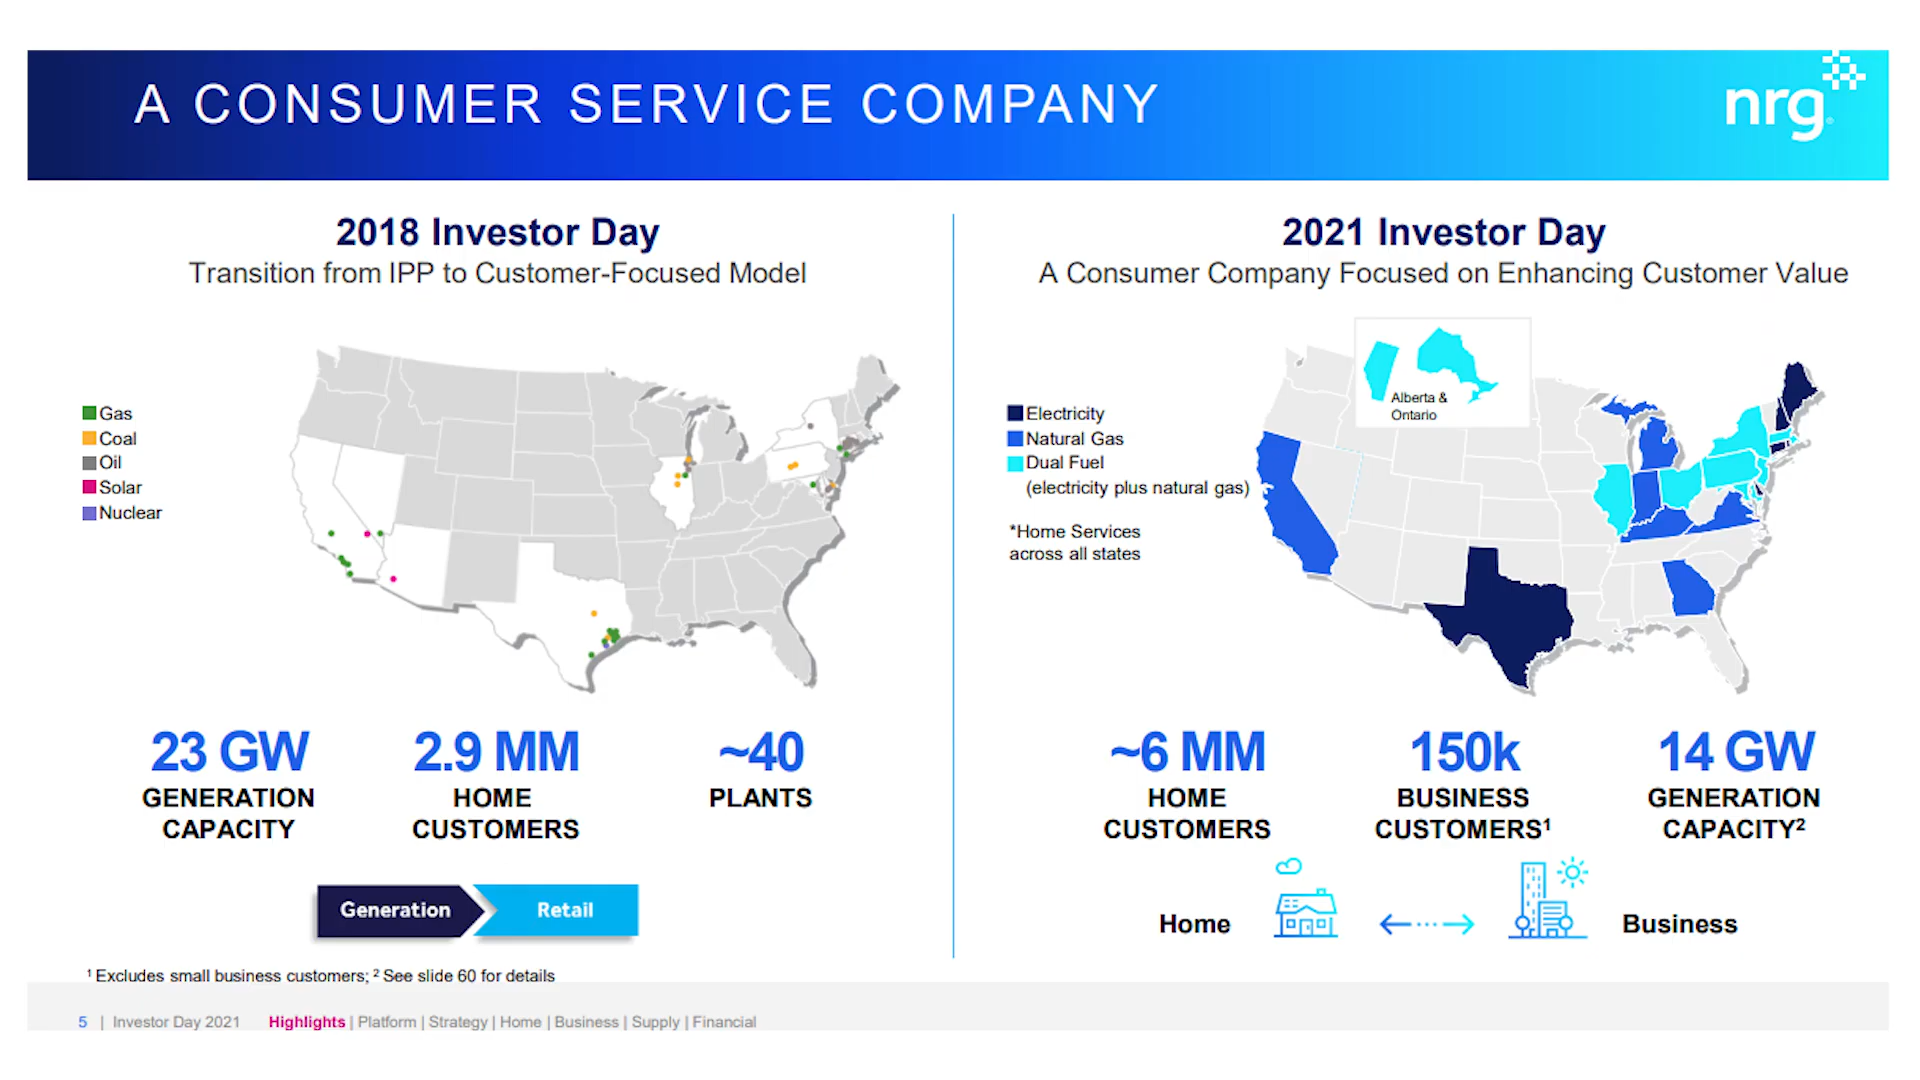 A CONSUMER SERVICE COMPANY
nrg
2018 Investor Day
Transition from IPP to Customer-Focused Model
Gas
Coal
Oil
Solar
Nuclear
23 GW
GENERATION
CAPACITY
2.9 MM
HOME
CUSTOMERS
~40
PLANTS
Generation
Retail
2021 Investor Day
A Consumer Company Focused on Enhancing Customer Value
Alberta &
Ontario
Electricity
Natural Gas
Dual Fuel
(electricity plus natural gas)
*Home Services
across all states
~6 MM
HOME
CUSTOMERS
150k
BUSINESS
CUSTOMERS¹
14 GW
GENERATION
CAPACITY²
Home
Business
¹ Excludes small business customers; ² See slide 60 for details
5 | Investor Day 2021 Highlights | Platform | Strategy | Home | Business | Supply | Financial